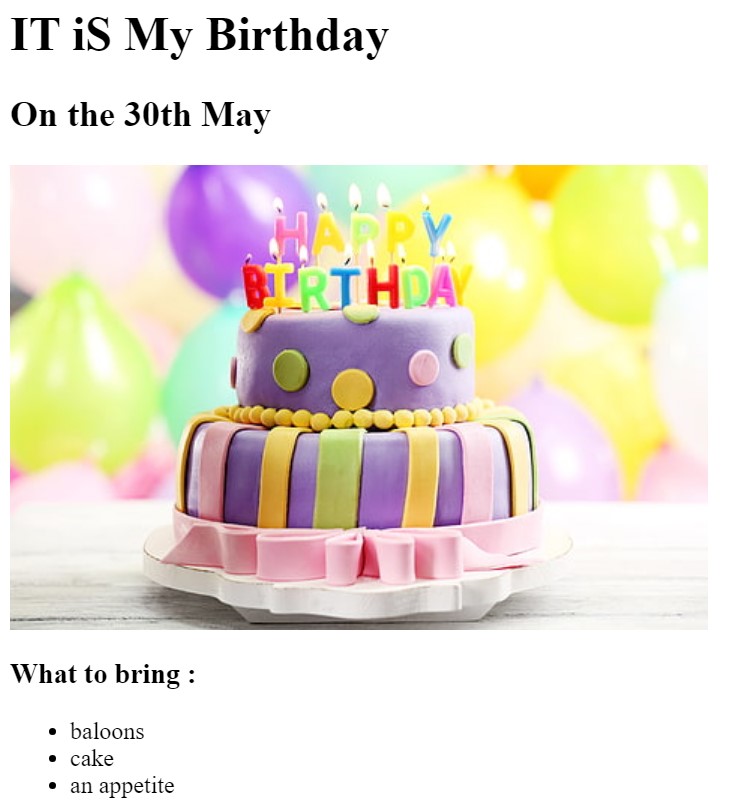 IT iS My Birthday
On the 30th May
HAPPY
BIRTHDAY
What to bring :
baloons
cake
an appetite